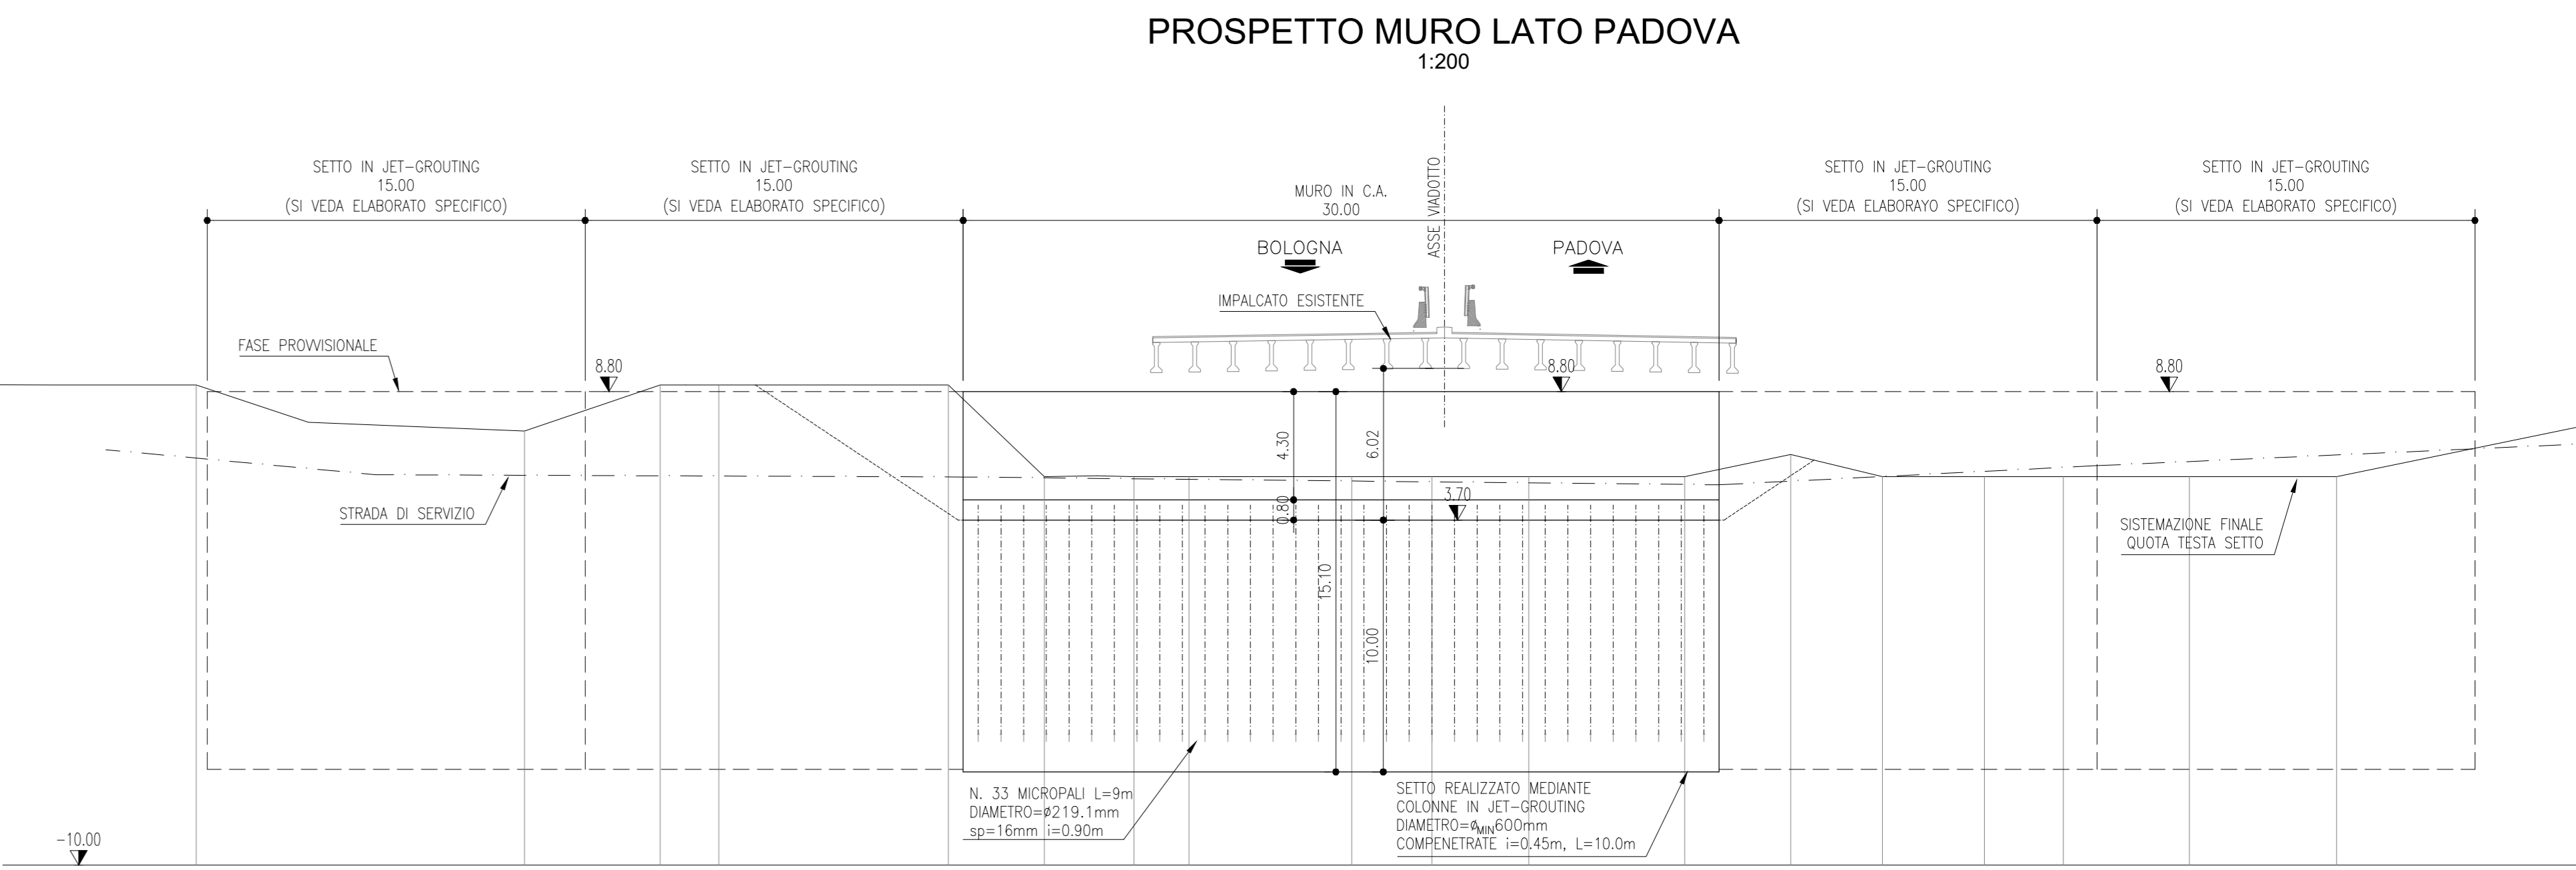 PROSPETTO MURO LATO PADOVA
1:200
SETTO IN JET-GROUTING
15.00
(SI VEDA ELABORATO SPECIFICO)
SETTO IN JET-GROUTING
15.00
(SI VEDA ELABORATO SPECIFICO)
MURO IN C.A.
30.00
ASSE VIADOTTO
SETTO IN JET-GROUTING
15.00
(SI VEDA ELABORAYO SPECIFICO)
SETTO IN JET-GROUTING
15.00
(SI VEDA ELABORATO SPECIFICO)
BOLOGNA
PADOVA
IMPALCATO ESISTENTE
FASE PROVVISIONALE
8.80
8.80
8.80
4.30
6.02
0.80
3.70
STRADA DI SERVIZIO
SISTEMAZIONE FINALE
QUOTA TESTA SETTO
15.10
10.00
N. 33 MICROPALI L=9m
DIAMETRO=ø219.1mm
sp=16mm i=0.90m
SETTO REALIZZATO MEDIANTE
COLONNE IN JET-GROUTING
DIAMETRO=øMIN600mm
COMPENETRATE i=0.45m, L=10.0m
-10.00